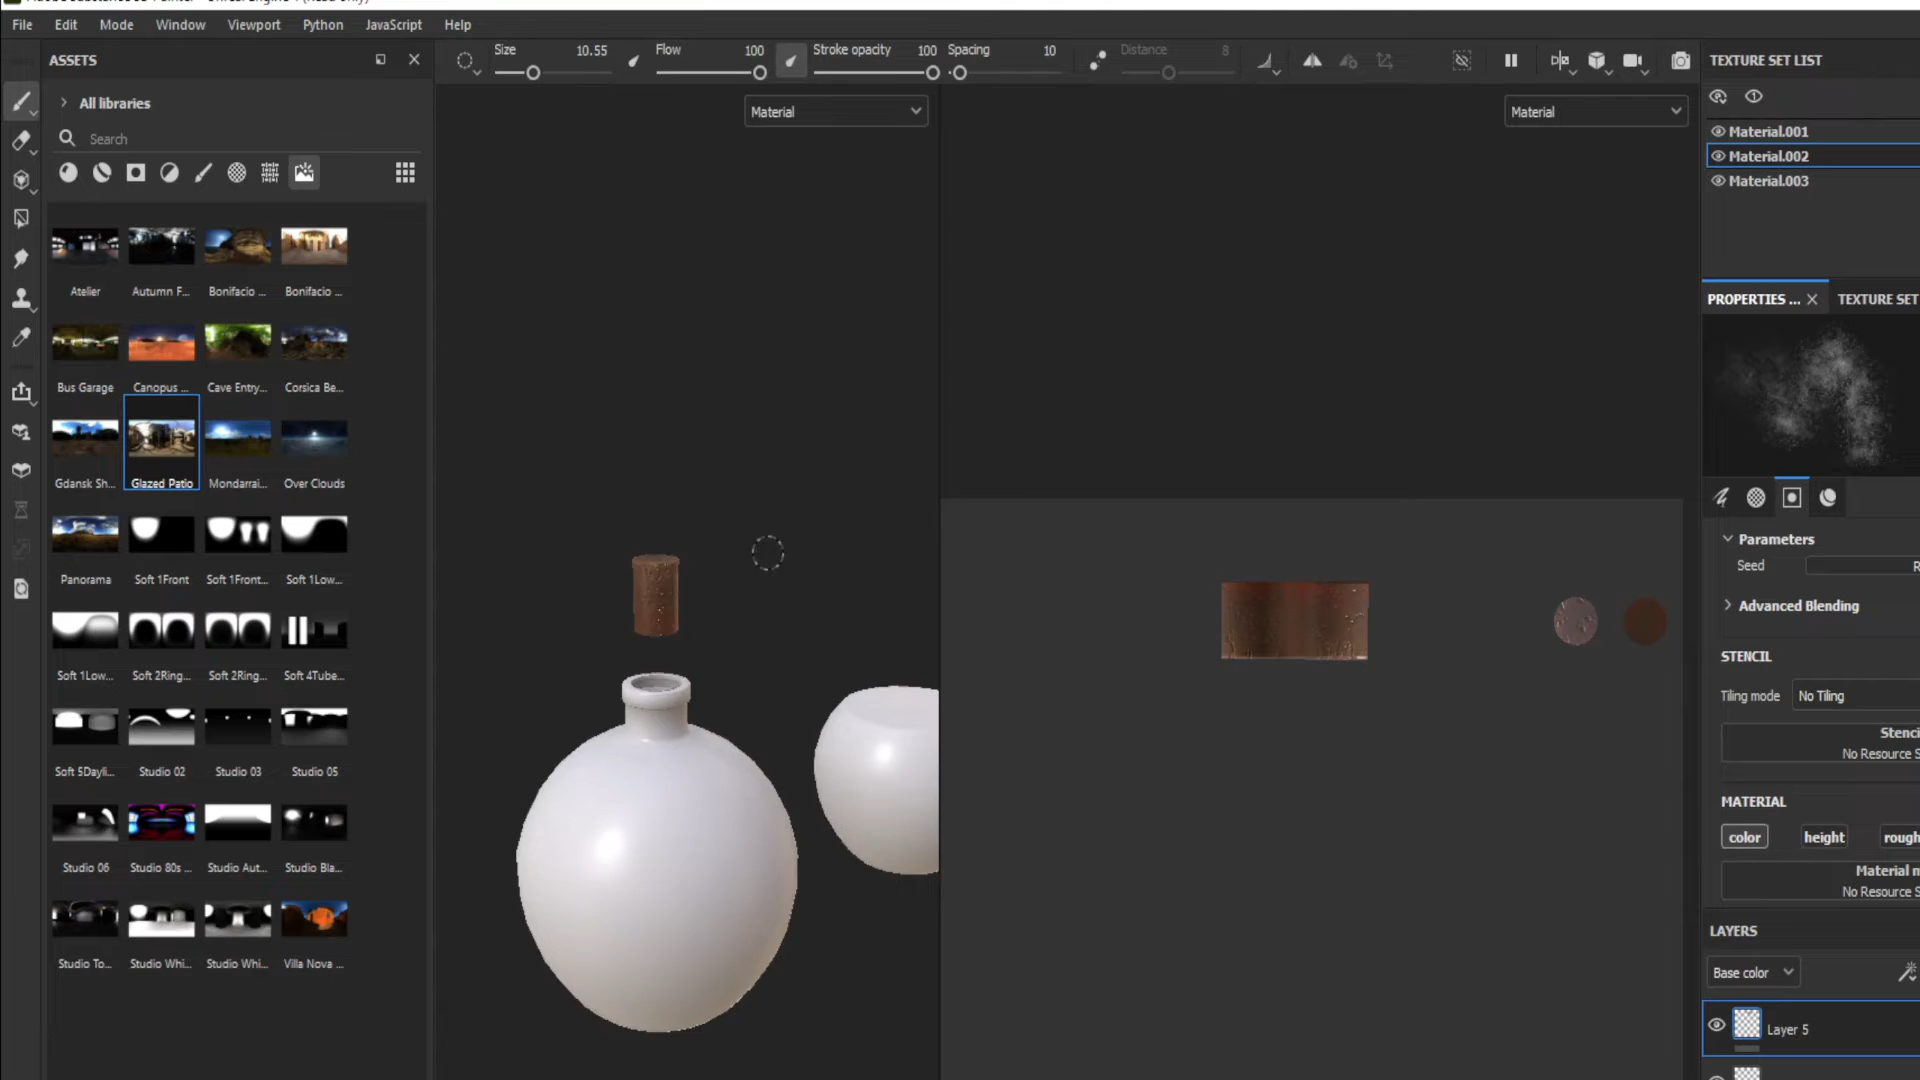 File Edit Mode Window Viewport Python JavaScript Help
ASSETS
Size 10.55 Flow 100 Stroke opacity 100 Spacing 10 Distance 8
TEXTURE SET LIST
All libraries
Search
Material
Material
Material.001
Material.002
Material.003
Atelier Autumn F... Bonifacio ... Bonifacio ...
Bus Garage Canopus ... Cave Entry... Corsica Be...
Gdansk Sh... Glazed Patio Mondarrai... Over Clouds
Panorama Soft 1Front Soft 1Front... Soft 1Low...
Soft 1Low... Soft 2Ring... Soft 2Ring... Soft 4Tube...
Soft 5Dayli... Studio 02 Studio 03 Studio 05
Studio 06 Studio 80s ... Studio Aut... Studio Bla...
Studio To... Studio Whi... Studio Whi... Villa Nova ...
PROPERTIES ... TEXTURE SET
Parameters
Seed R
Advanced Blending
STENCIL
Tiling mode No Tiling
Stenci
No Resource S
MATERIAL
color height rough
Material m
No Resource S
LAYERS
Base color
Layer 5